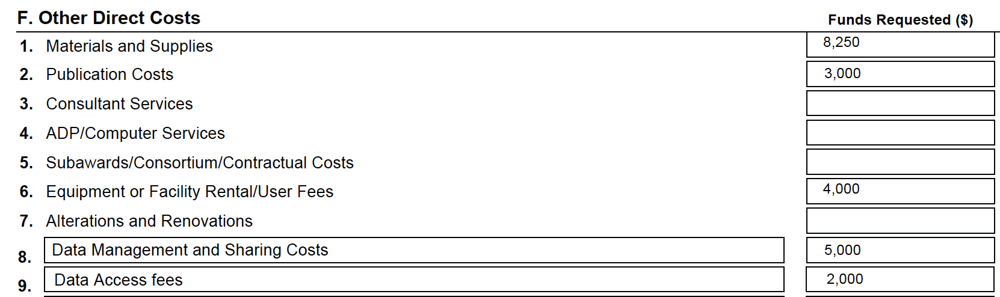 F. Other Direct Costs Funds Requested ($)
1. Materials and Supplies 8,250
2. Publication Costs 3,000
3. Consultant Services
4. ADP/Computer Services
5. Subawards/Consortium/Contractual Costs
6. Equipment or Facility Rental/User Fees 4,000
7. Alterations and Renovations
8. Data Management and Sharing Costs 5,000
9. Data Access fees 2,000